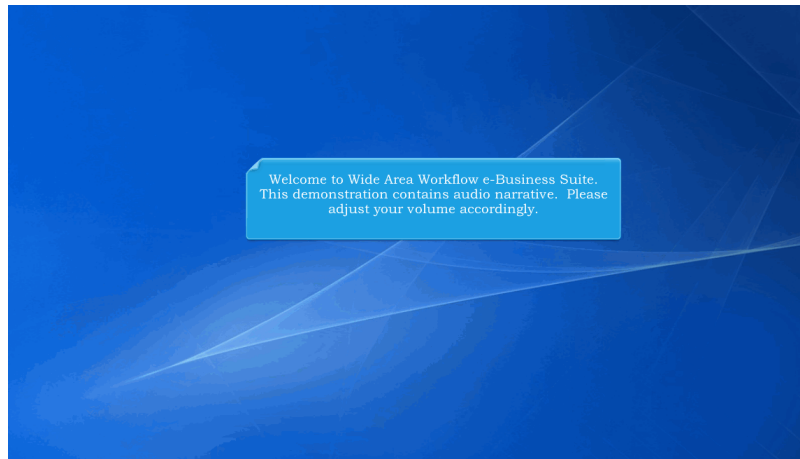 Welcome to Wide Area Workflow e-Business Suite.
This demonstration contains audio narrative.  Please
adjust your volume accordingly.